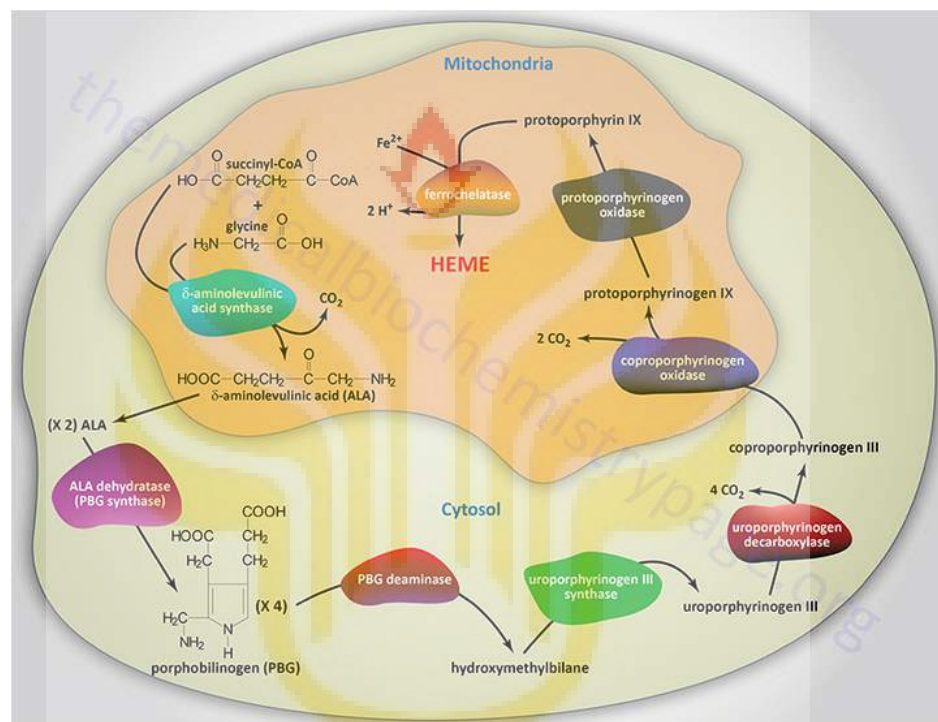 Mitochondria
protoporphyrin IX
Fe2+
ferrochelatase
2 H+
HEME
protoporphyrinogen
oxidase
protoporphyrinogen IX
2 CO2
coproporphyrinogen
oxidase
O O
succinyl-CoA
HO—C—CH2CH2—C—CoA
+
glycine O
H3N—CH2—C—OH
δ-aminolevulinic
acid synthase
CO2
O
HOOC—CH2CH2—C—CH2—NH2
δ-aminolevulinic acid (ALA)
(X 2) ALA
ALA dehydratase
(PBG synthase)
Cytosol
COOH
HOOC CH2
H2C CH2
(X 4)
H2C
NH2
N
H
porphobilinogen (PBG)
PBG deaminase
hydroxymethylbilane
uroporphyrinogen III
synthase
uroporphyrinogen III
uroporphyrinogen
decarboxylase
4 CO2
coproporphyrinogen III
themedicalbiochemistrypage.org